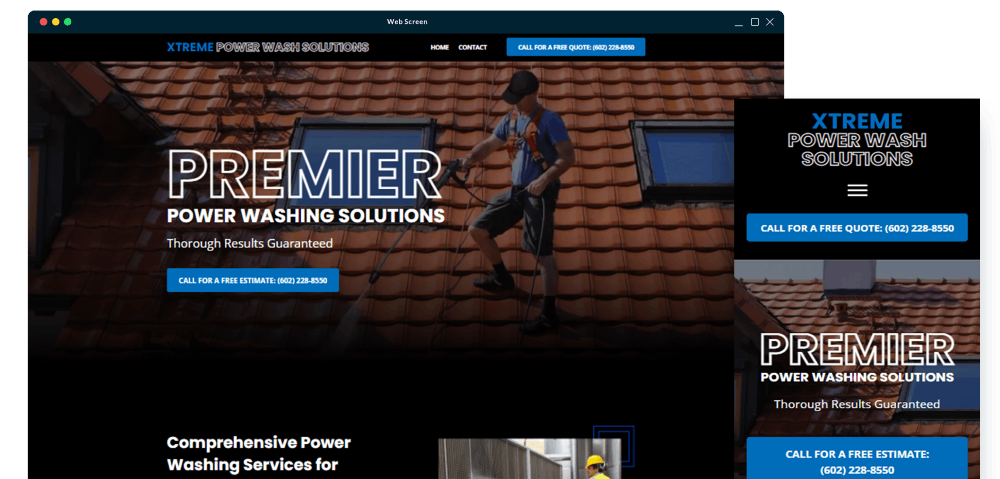 Web Screen
XTREME POWER WASH SOLUTIONS
HOME CONTACT
CALL FOR A FREE QUOTE: (602) 228-8550
PREMIER
POWER WASHING SOLUTIONS
Thorough Results Guaranteed
CALL FOR A FREE ESTIMATE: (602) 228-8550
Comprehensive Power
Washing Services for
XTREME
POWER WASH
SOLUTIONS
CALL FOR A FREE QUOTE: (602) 228-8550
PREMIER
POWER WASHING SOLUTIONS
Thorough Results Guaranteed
CALL FOR A FREE ESTIMATE:
(602) 228-8550